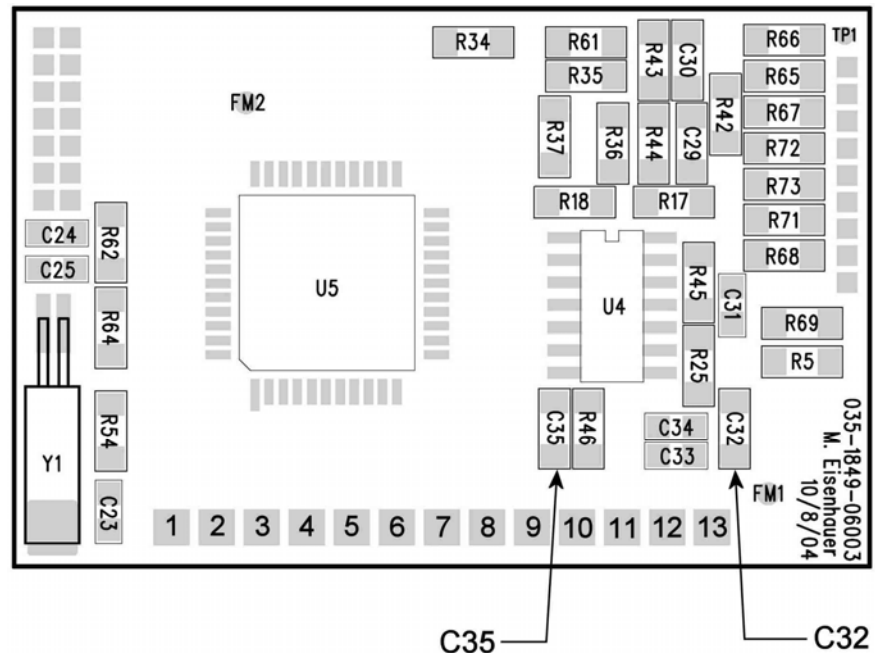 R34
R61
R43
C30
R66
TP1
R35
R65
FM2
R42
R67
R37
R36
R44
C29
R72
R73
R18
R17
R71
C24
R62
R68
C25
U5
U4
R45
C31
R64
R69
R25
R5
R54
C35
R46
C34
C32
C33
Y1
C23
FM1
035-1849-06003
M. Eisenhauer
10/8/04
1 2 3 4 5 6 7 8 9 10 11 12 13
C35
C32